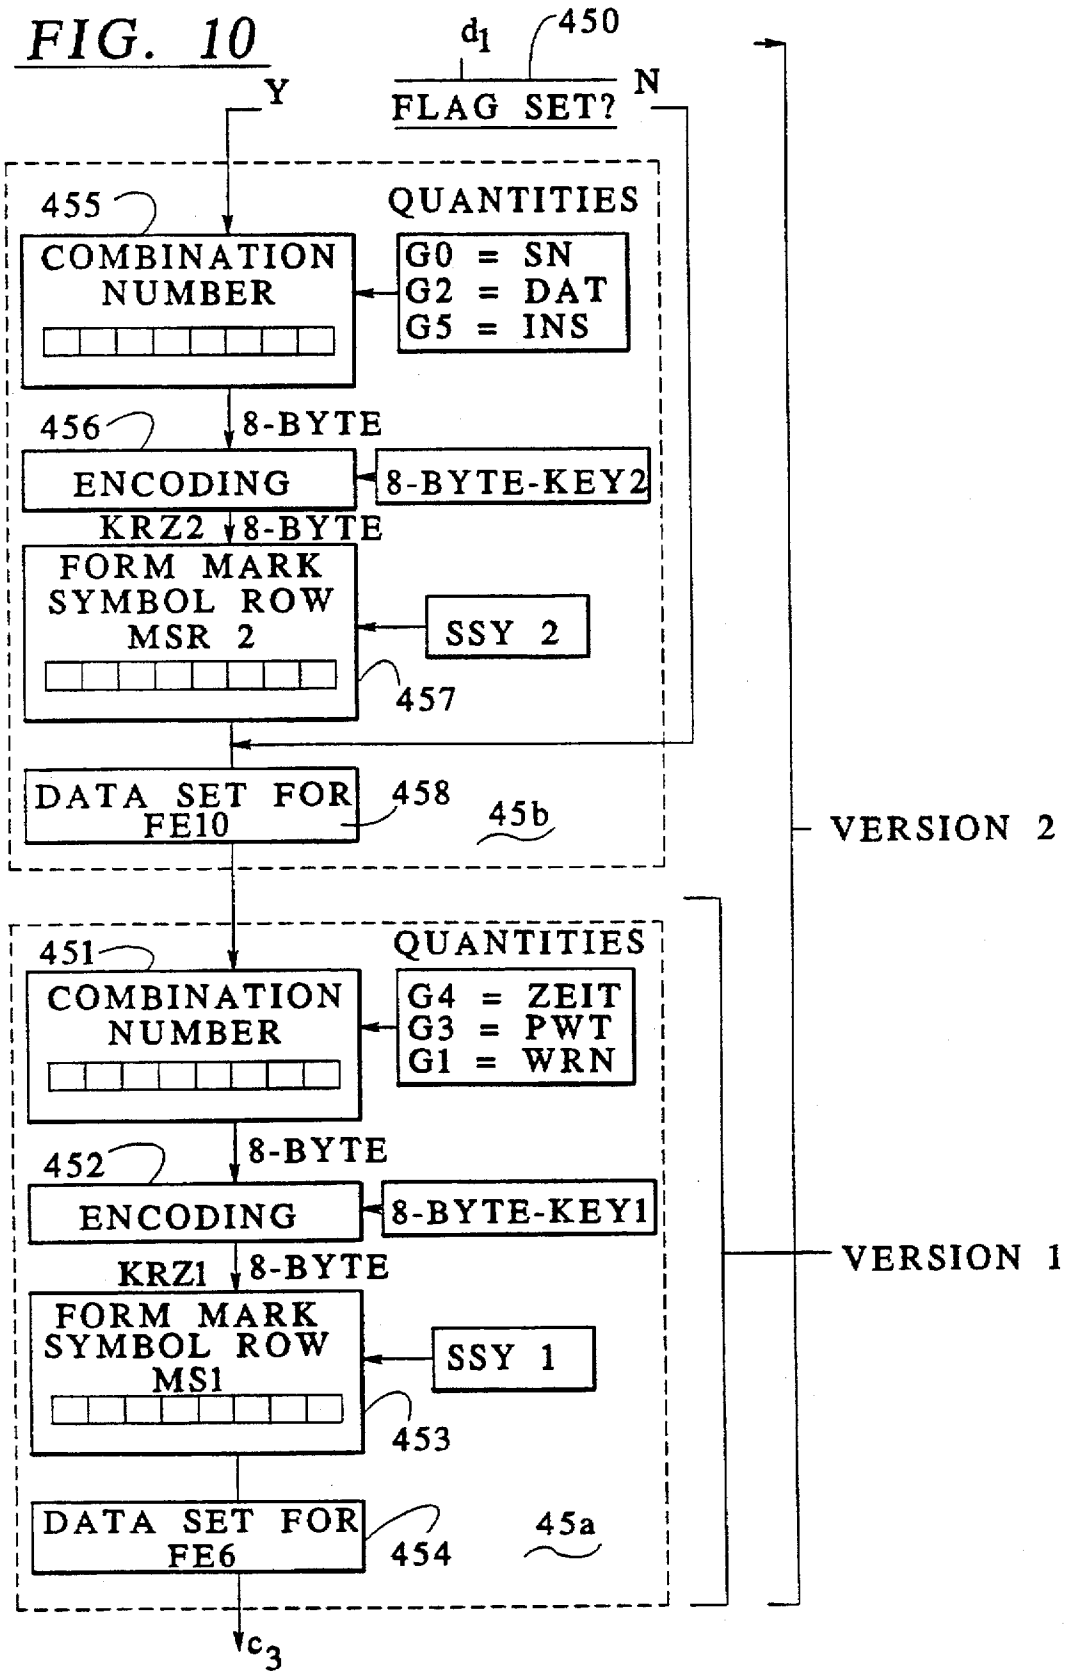 FIG. 10
d1
450
Y
FLAG SET?
N
455
QUANTITIES
COMBINATION
NUMBER
G0 = SN
G2 = DAT
G5 = INS
8-BYTE
456
ENCODING
8-BYTE-KEY2
KRZ2
8-BYTE
FORM MARK
SYMBOL ROW
MSR 2
SSY 2
457
DATA SET FOR
FE10
458
45b
VERSION 2
451
QUANTITIES
COMBINATION
NUMBER
G4 = ZEIT
G3 = PWT
G1 = WRN
8-BYTE
452
ENCODING
8-BYTE-KEY1
KRZ1
8-BYTE
VERSION 1
FORM MARK
SYMBOL ROW
MS1
SSY 1
453
DATA SET FOR
FE6
454
45a
c3